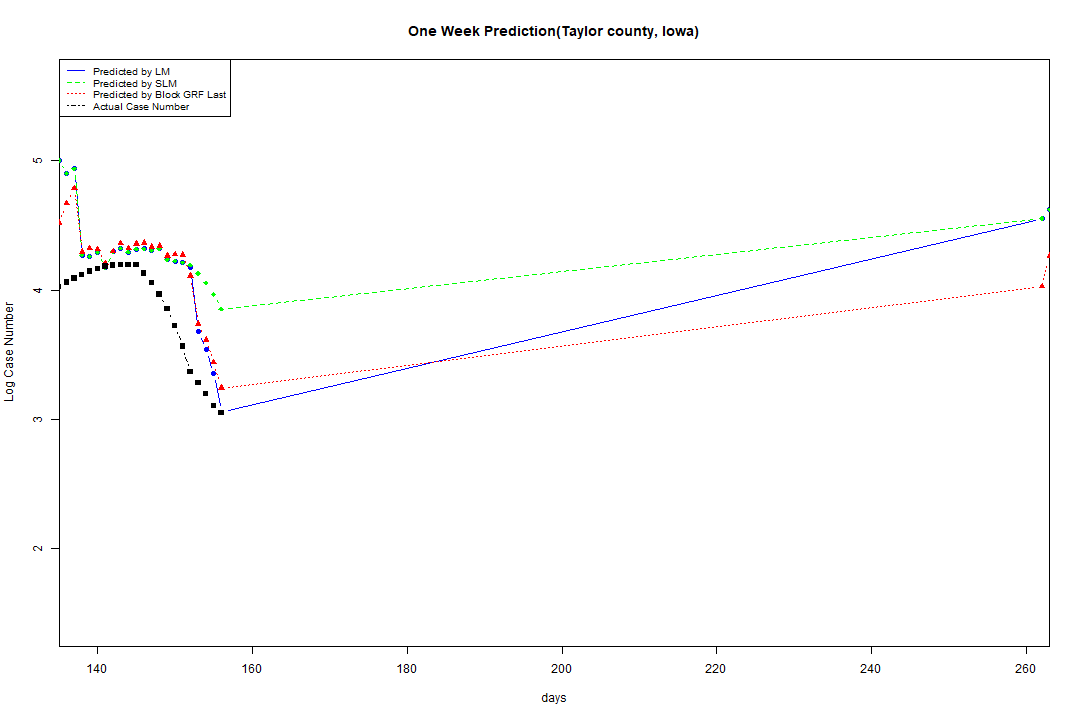 One Week Prediction(Taylor county, Iowa)
Predicted by LM
Predicted by SLM
Predicted by Block GRF Last
Actual Case Number
5
4
3
2
Log Case Number
140 160 180 200 220 240 260
days